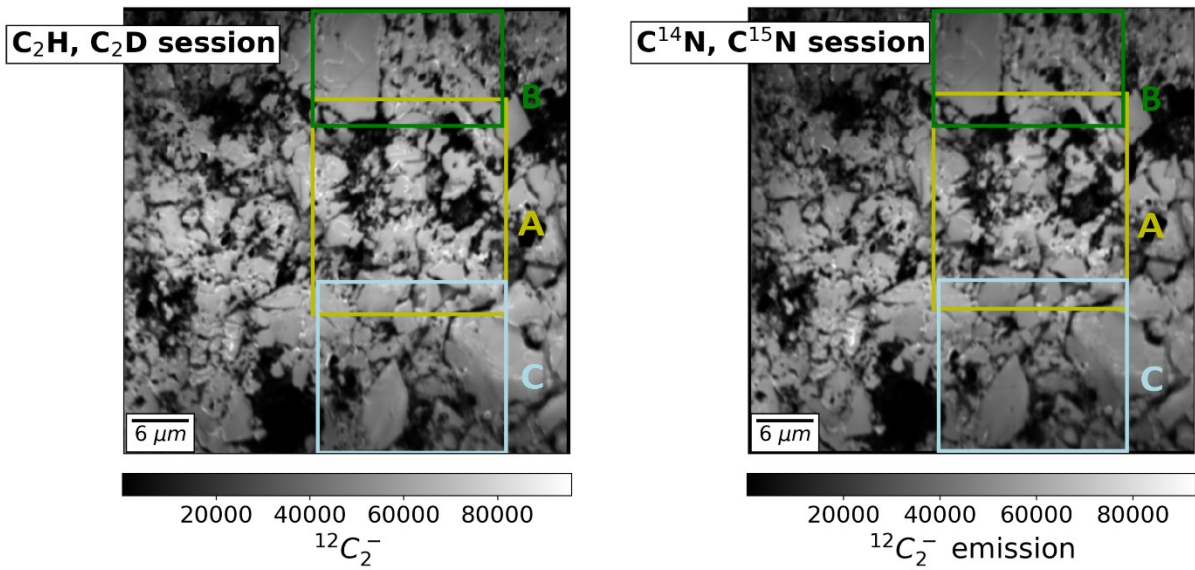 C₂H, C₂D session
B
A
C
6 μm
20000 40000 60000 80000
¹²C₂⁻
C¹⁴N, C¹⁵N session
B
A
C
6 μm
20000 40000 60000 80000
¹²C₂⁻ emission